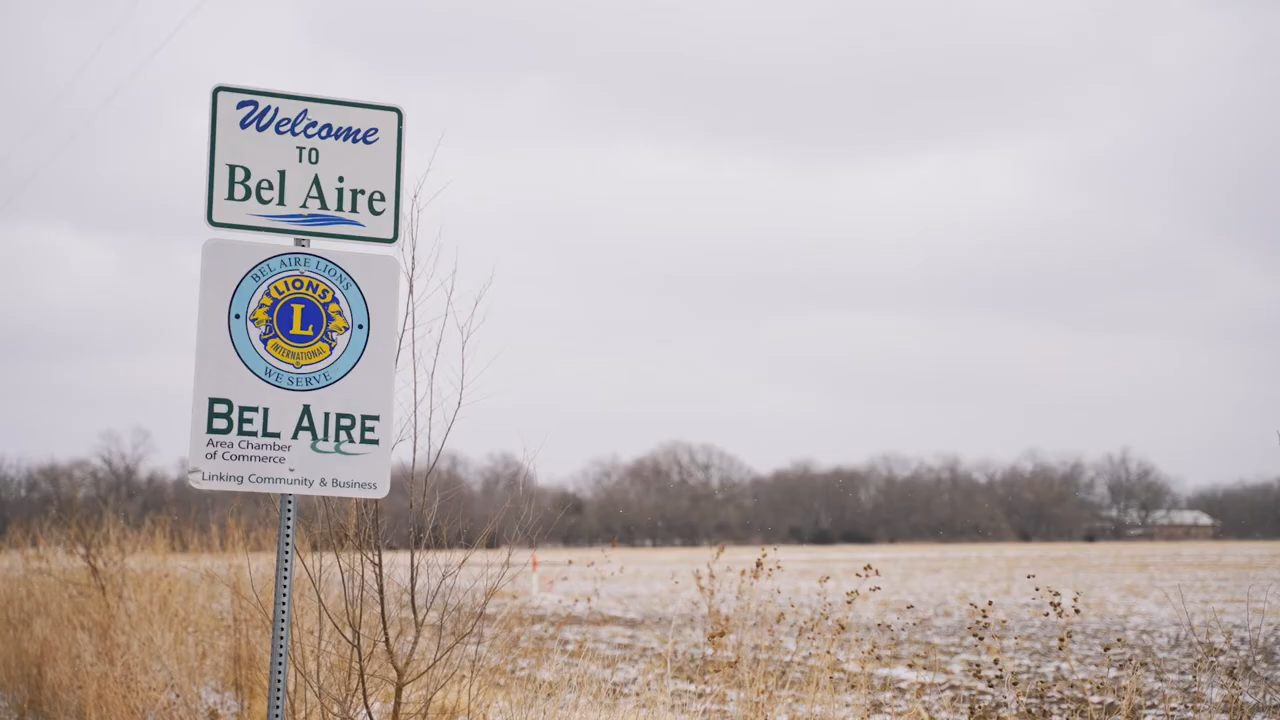 Welcome
TO
Bel Aire
BEL AIRE LIONS
LIONS
L
INTERNATIONAL
WE SERVE
BEL AIRE
Area Chamber
of Commerce
Linking Community & Business